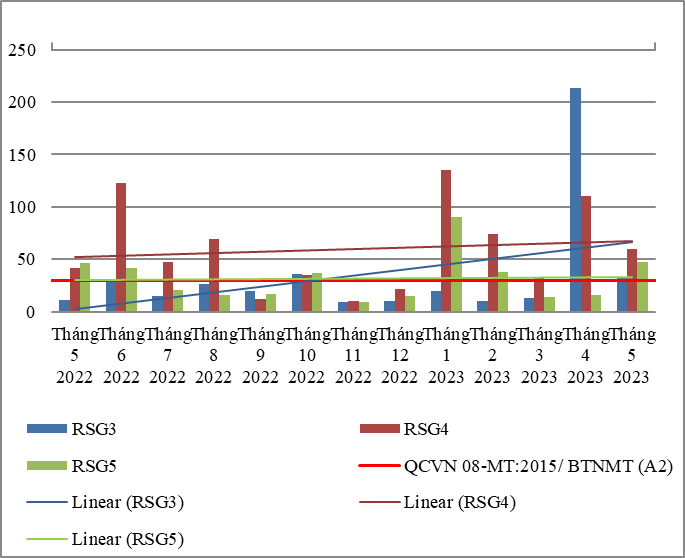 250
200
150
100
50
0
Tháng 5 2022
Tháng 6 2022
Tháng 7 2022
Tháng 8 2022
Tháng 9 2022
Tháng 10 2022
Tháng 11 2022
Tháng 12 2022
Tháng 1 2023
Tháng 2 2023
Tháng 3 2023
Tháng 4 2023
Tháng 5 2023
RSG3
RSG4
RSG5
QCVN 08-MT:2015/ BTNMT (A2)
Linear (RSG3)
Linear (RSG4)
Linear (RSG5)